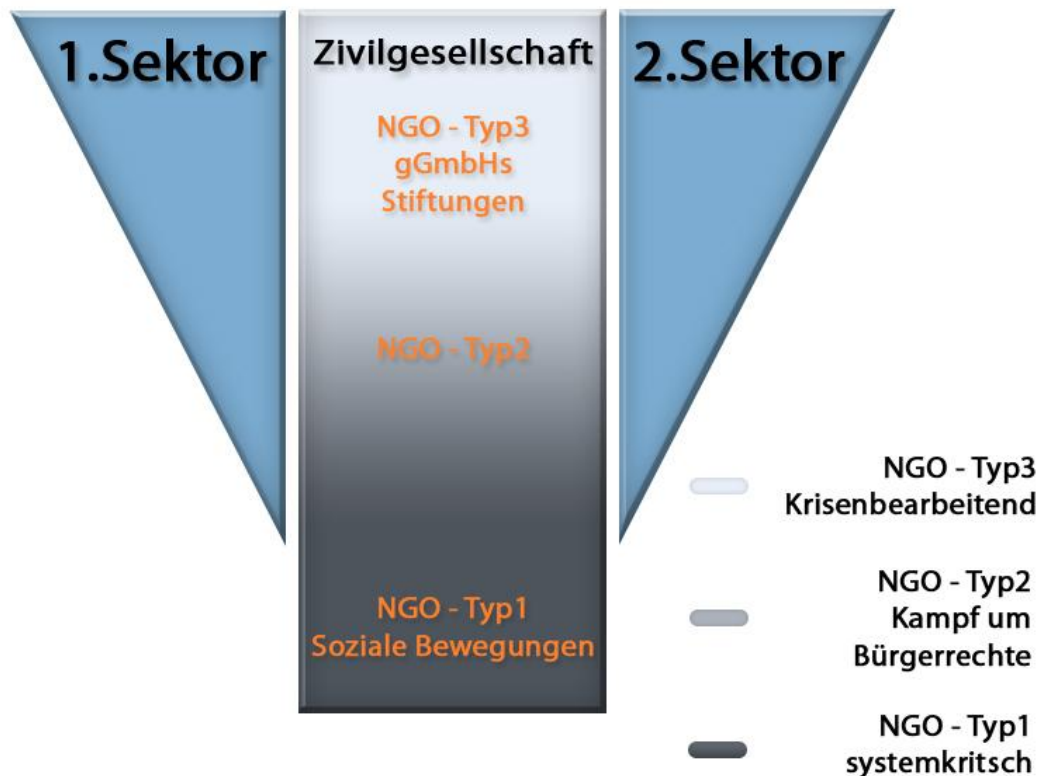 1.Sektor
Zivilgesellschaft
2.Sektor
NGO - Typ3
gGmbHs
Stiftungen
NGO - Typ2
NGO - Typ1
Soziale Bewegungen
NGO - Typ3
Krisenbearbeitend
NGO - Typ2
Kampf um
Bürgerrechte
NGO - Typ1
systemkritsch